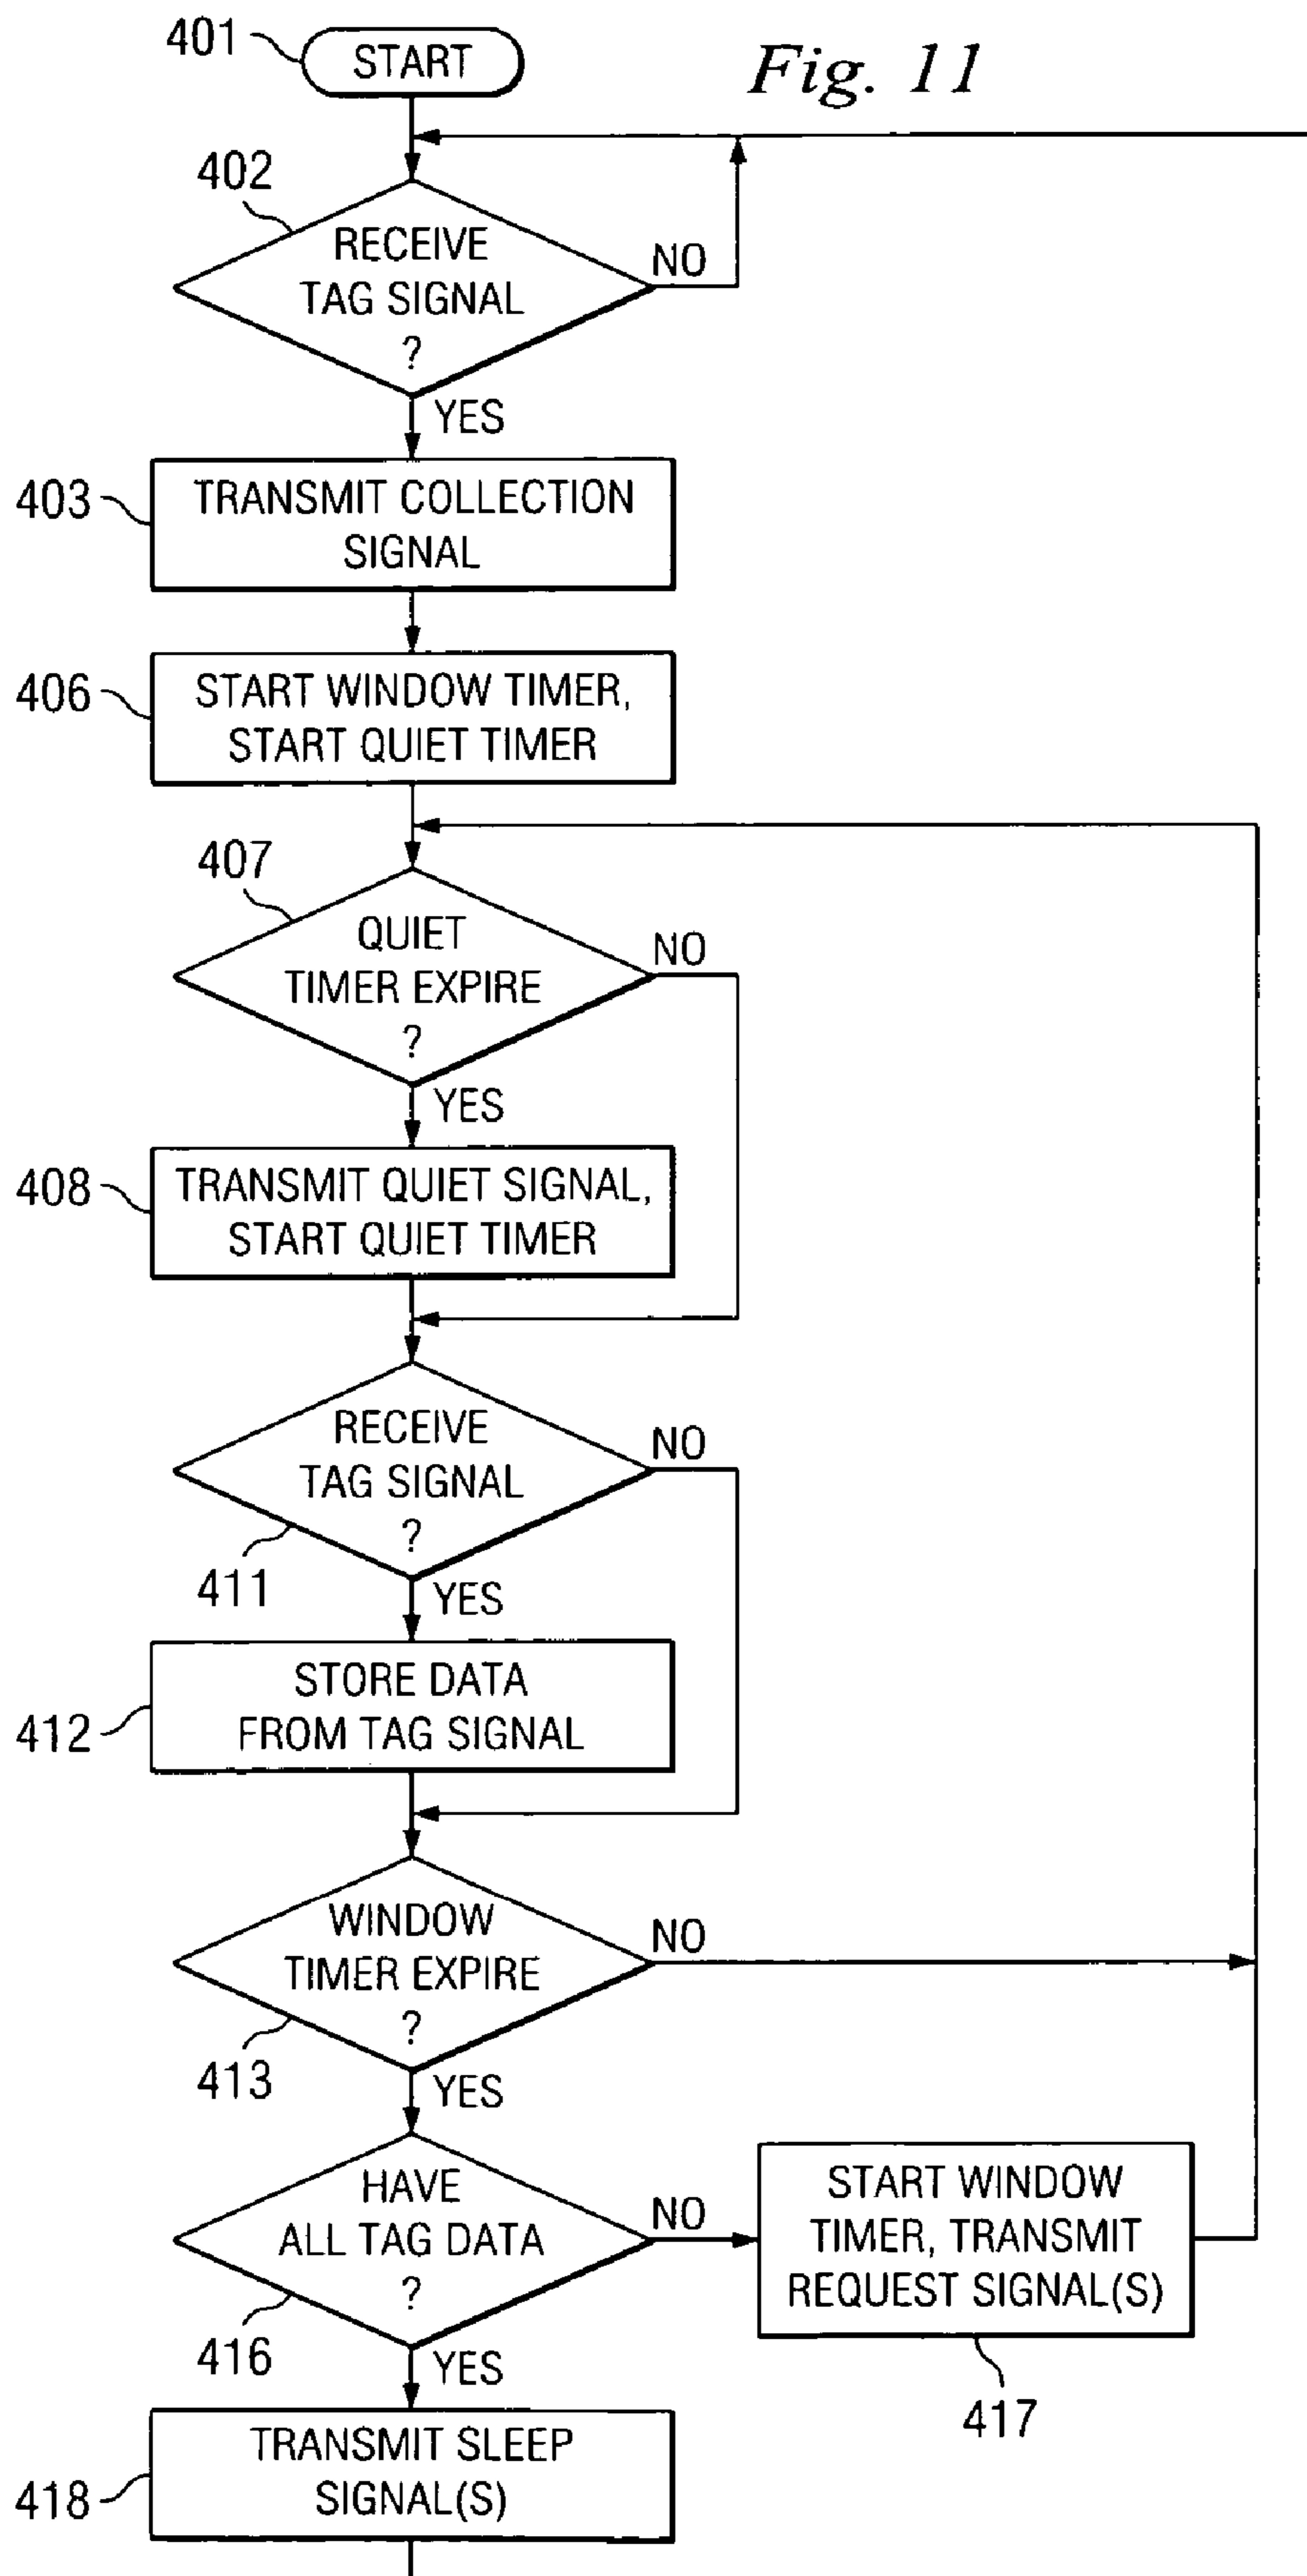 401
START
Fig. 11
402
RECEIVE
TAG SIGNAL
?
NO
YES
403
TRANSMIT COLLECTION
SIGNAL
406
START WINDOW TIMER,
START QUIET TIMER
407
QUIET
TIMER EXPIRE
?
NO
YES
408
TRANSMIT QUIET SIGNAL,
START QUIET TIMER
RECEIVE
TAG SIGNAL
?
NO
411
YES
412
STORE DATA
FROM TAG SIGNAL
WINDOW
TIMER EXPIRE
?
NO
413
YES
HAVE
ALL TAG DATA
?
NO
416
YES
START WINDOW
TIMER, TRANSMIT
REQUEST SIGNAL(S)
417
418
TRANSMIT SLEEP
SIGNAL(S)